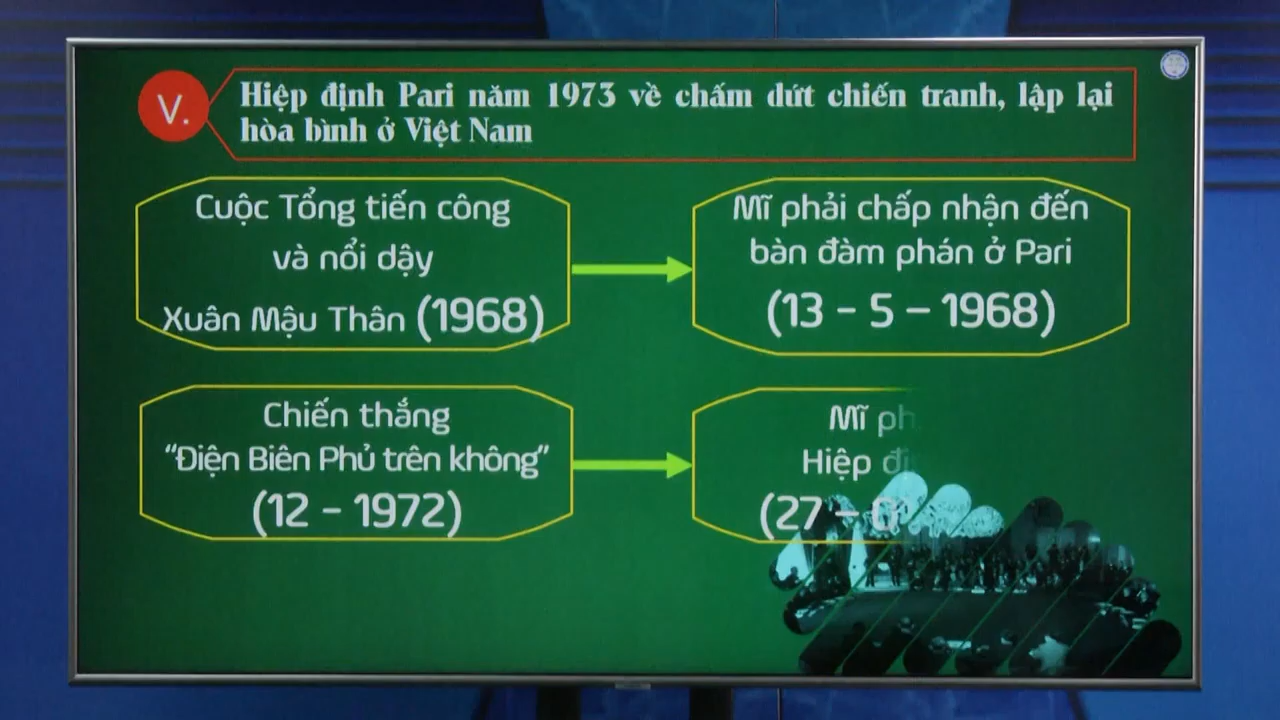 V.
Hiệp định Pari năm 1973 về chấm dứt chiến tranh, lập lại
hòa bình ở Việt Nam
Cuộc Tổng tiến công
và nổi dậy
Xuân Mậu Thân (1968)
Mĩ phải chấp nhận đến
bàn đàm phán ở Pari
(13 - 5 - 1968)
Chiến thắng
“Điện Biên Phủ trên không”
(12 - 1972)
Mĩ
Hiệp
(27 -